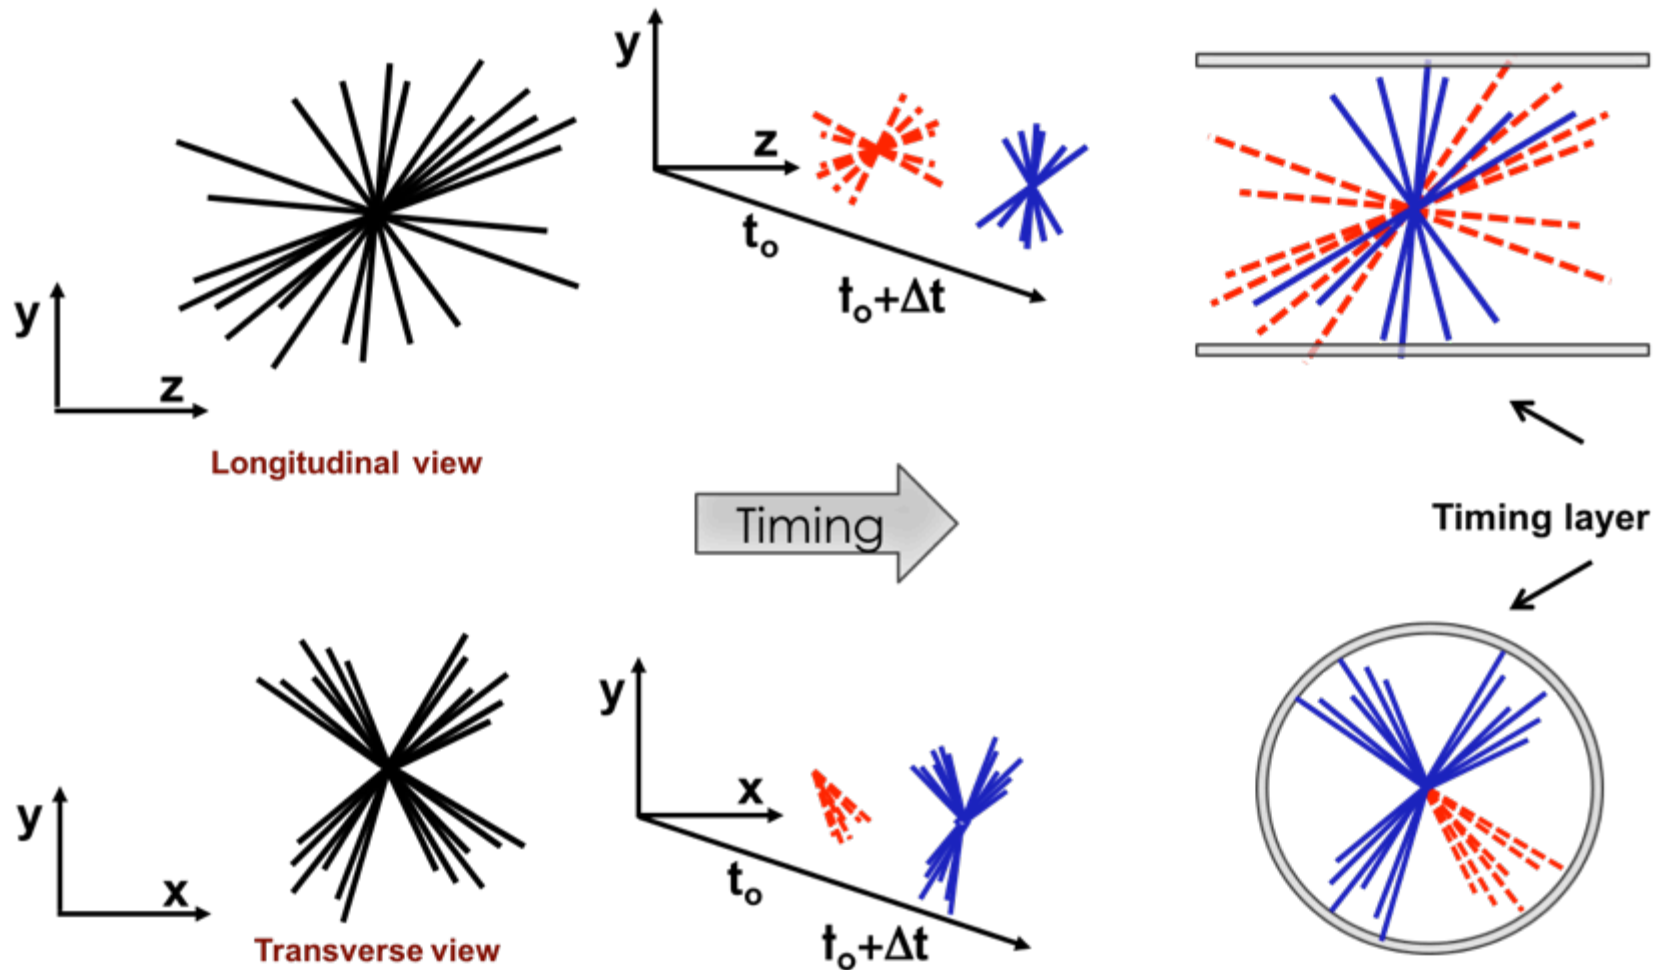 y
z
Longitudinal view
y
z
t₀
t₀+Δt
Timing
Timing layer
y
x
Transverse view
y
x
t₀
t₀+Δt